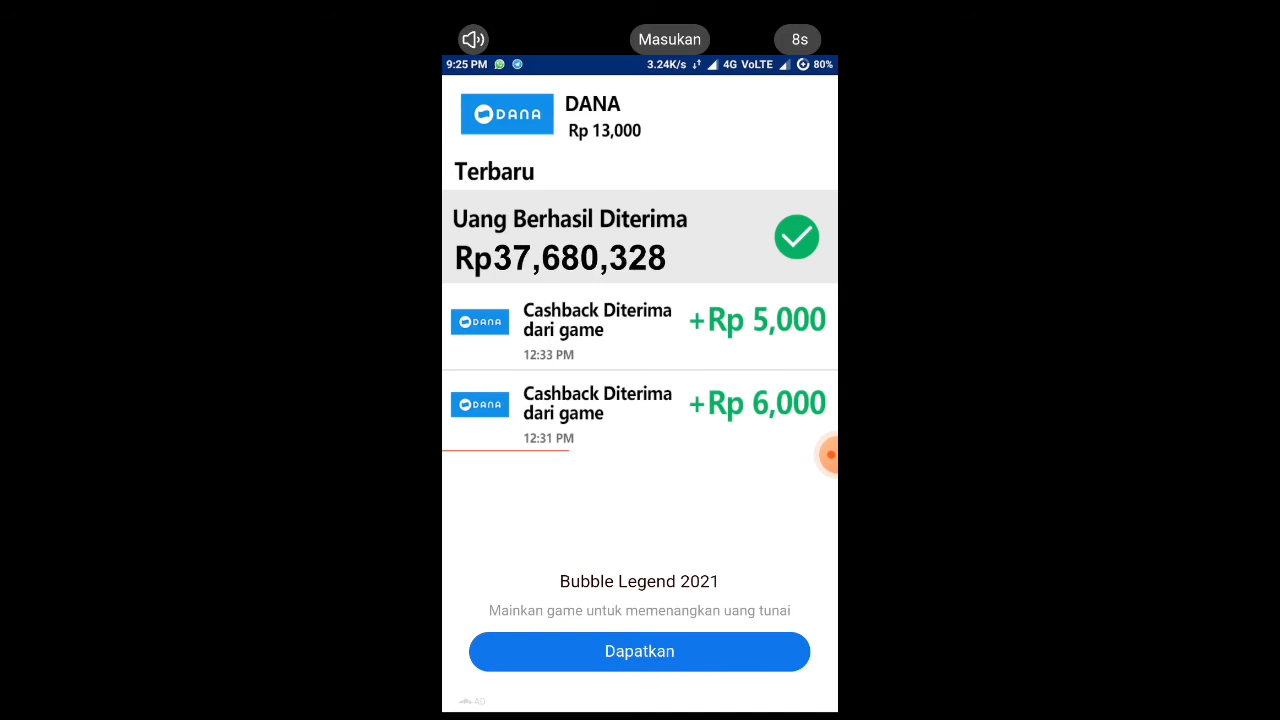 Masukan
8s
9:25 PM
3.24K/s 4G VoLTE 80%
DANA
DANA
Rp 13,000
Terbaru
Uang Berhasil Diterima
Rp37,680,328
DANA
Cashback Diterima
dari game
+Rp 5,000
12:33 PM
DANA
Cashback Diterima
dari game
+Rp 6,000
12:31 PM
Bubble Legend 2021
Mainkan game untuk memenangkan uang tunai
Dapatkan
AD